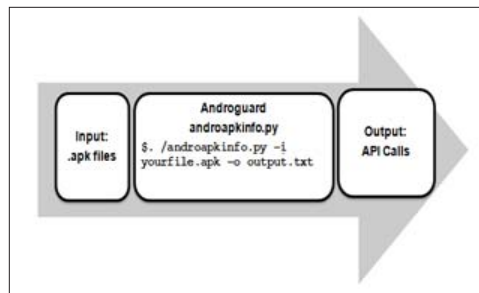 Input:
.apk files
Androguard
androapkinfo.py
$. /androapkinfo.py -i
yourfile.apk -o output.txt
Output:
API Calls